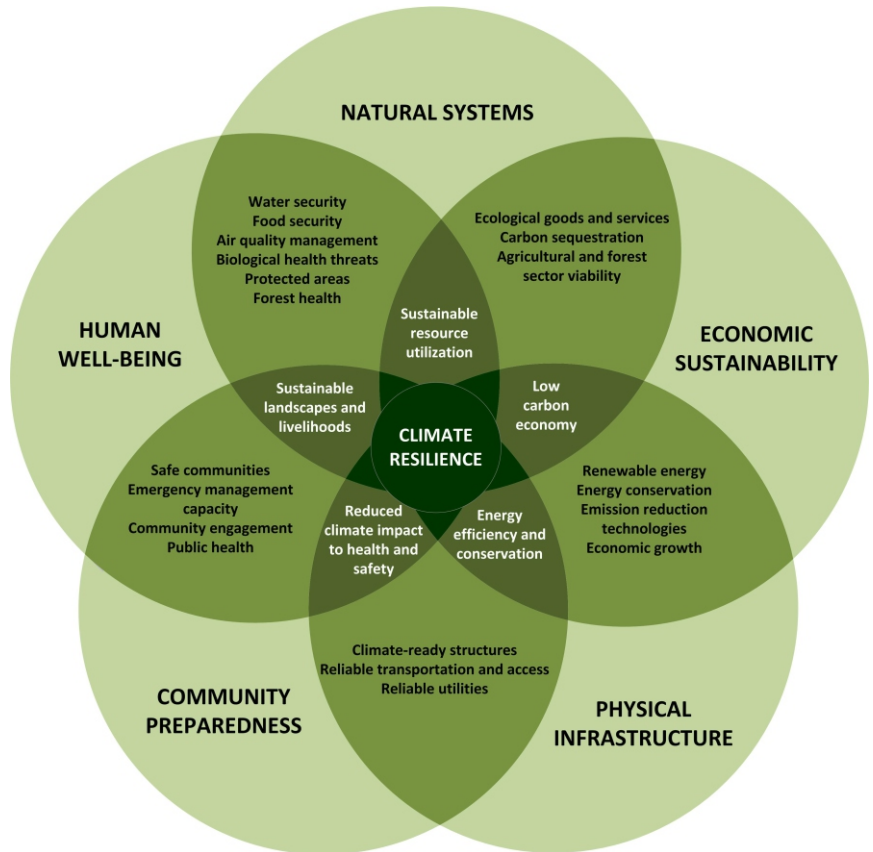 NATURAL SYSTEMS
Water security
Food security
Air quality management
Biological health threats
Protected areas
Forest health
Ecological goods and services
Carbon sequestration
Agricultural and forest
sector viability
Sustainable
resource
utilization
HUMAN
WELL-BEING
ECONOMIC
SUSTAINABILITY
Sustainable
landscapes and
livelihoods
Low
carbon
economy
CLIMATE
RESILIENCE
Safe communities
Emergency management
capacity
Community engagement
Public health
Reduced
climate impact
to health and
safety
Energy
efficiency and
conservation
Renewable energy
Energy conservation
Emission reduction
technologies
Economic growth
Climate-ready structures
Reliable transportation and access
Reliable utilities
COMMUNITY
PREPAREDNESS
PHYSICAL
INFRASTRUCTURE